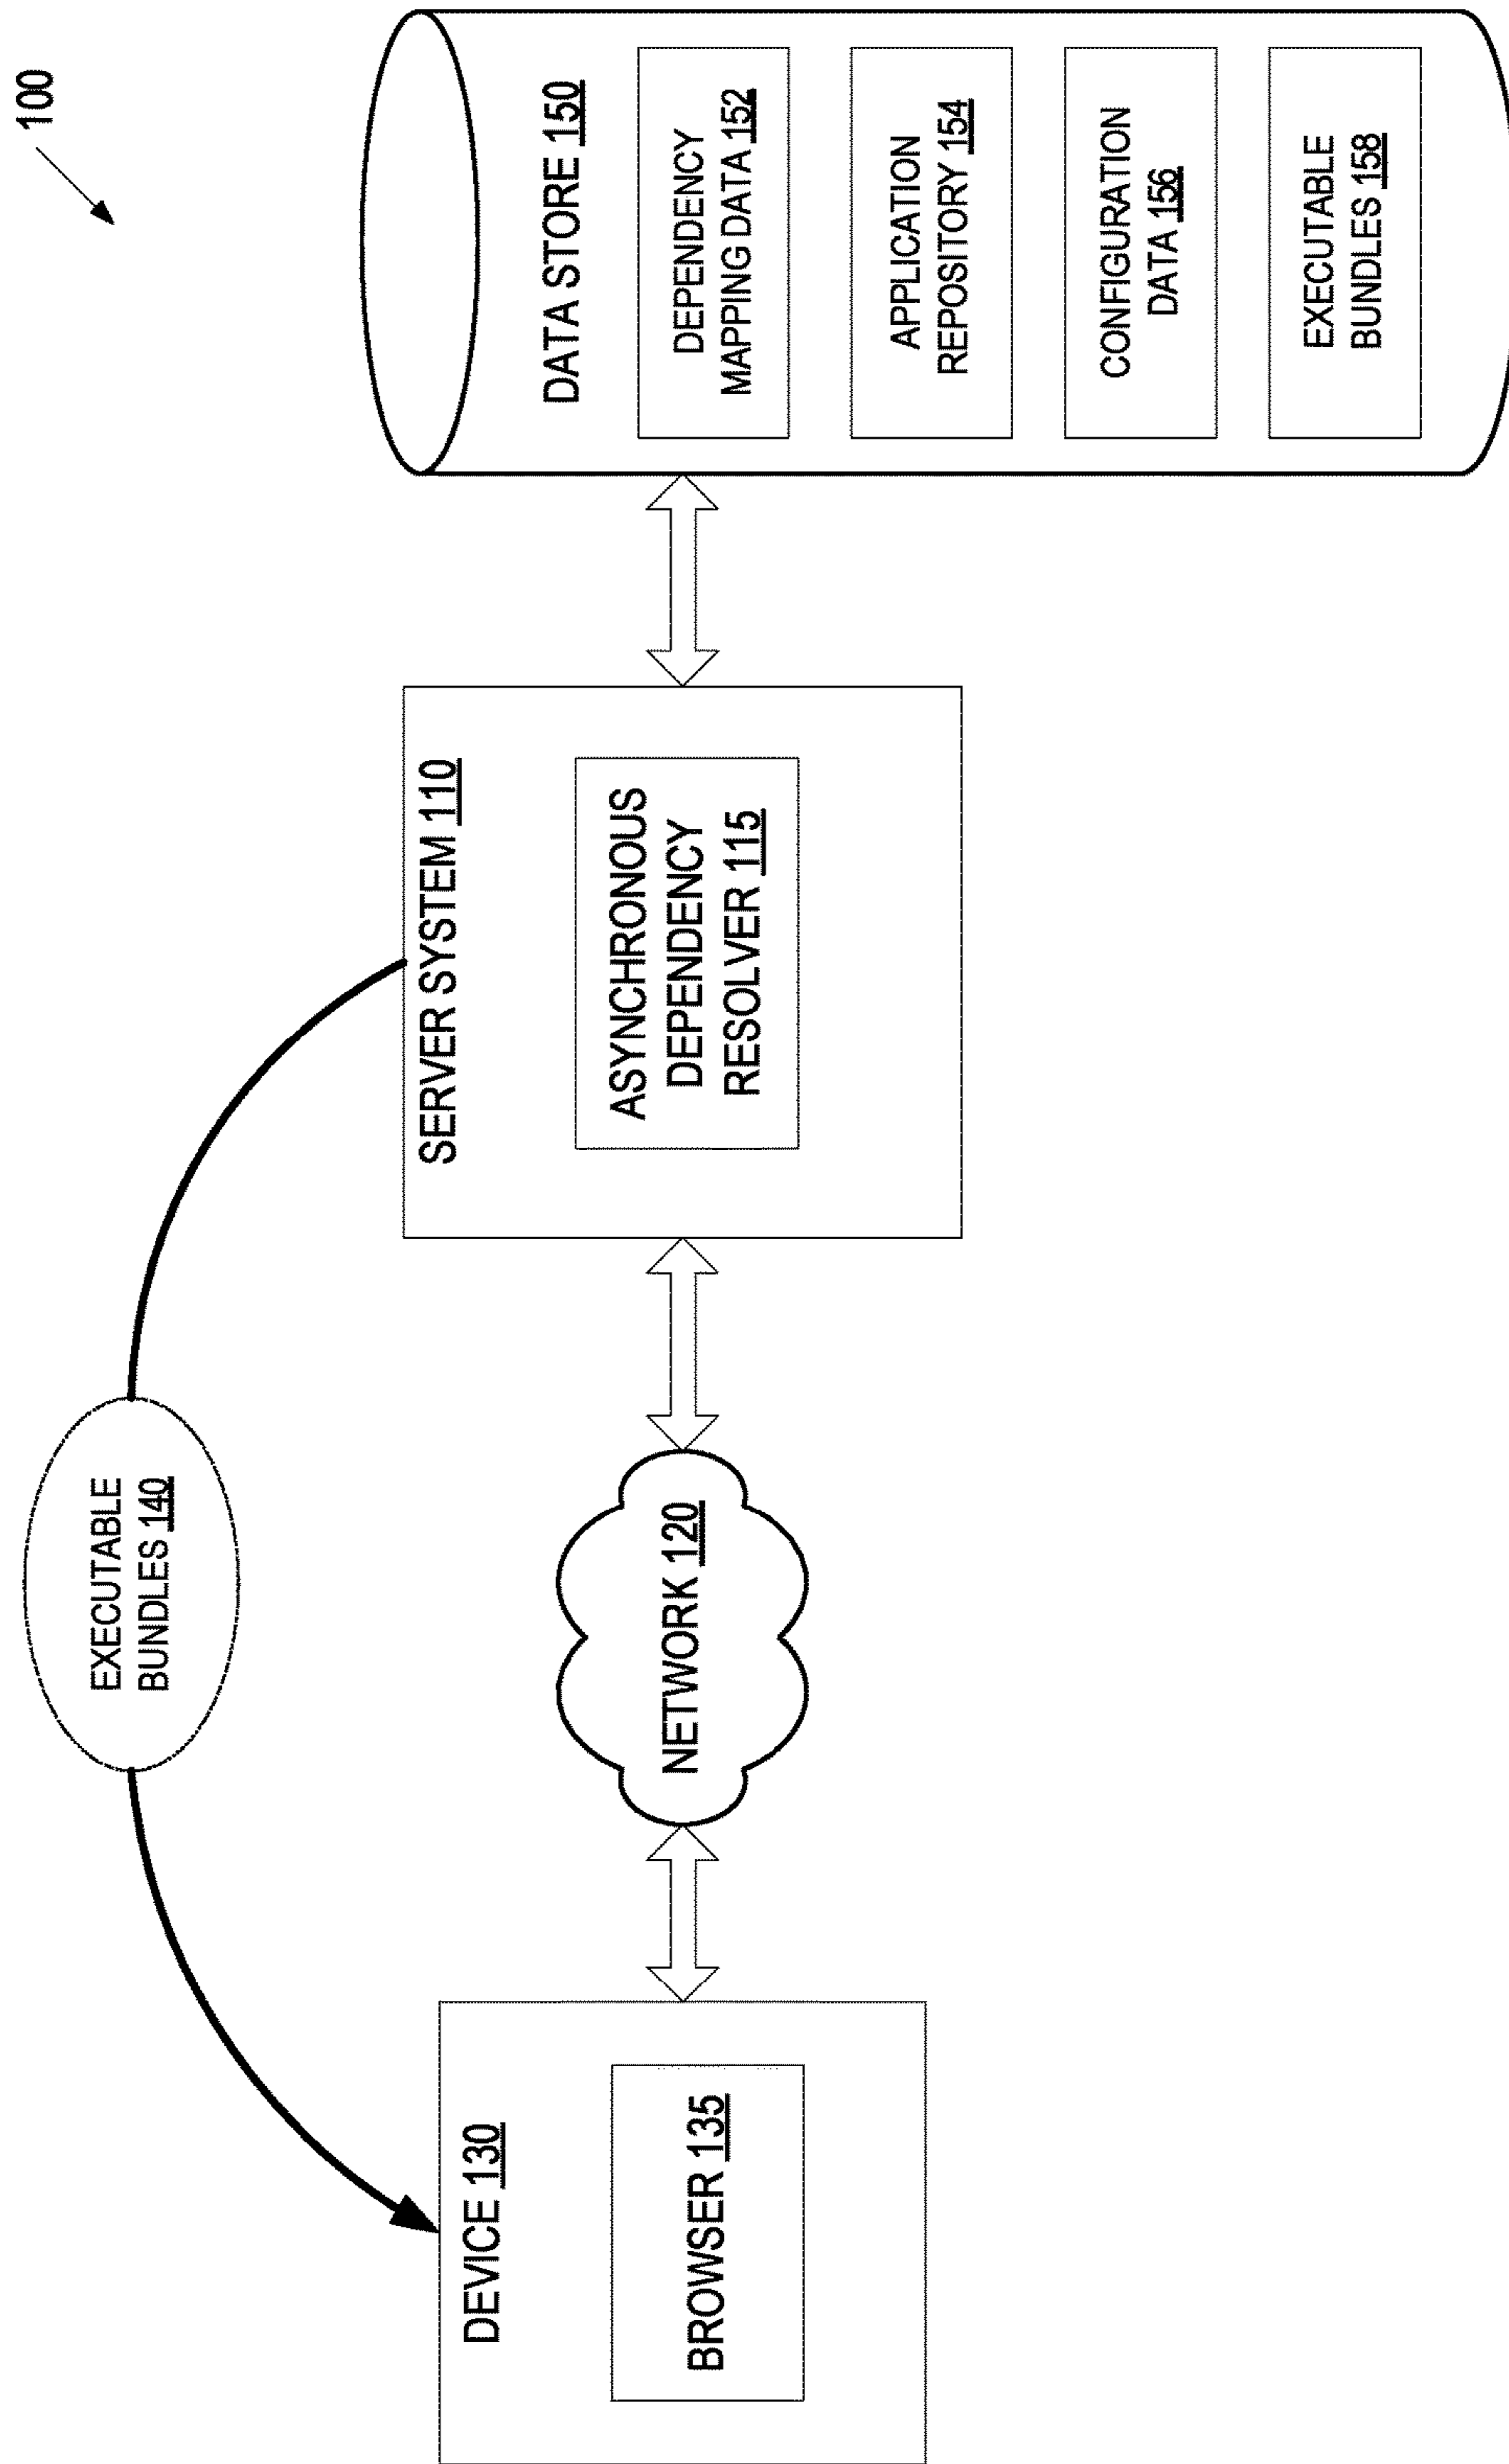 100
EXECUTABLE
BUNDLES 140
DEVICE 130
BROWSER 135
NETWORK 120
SERVER SYSTEM 110
ASYNCHRONOUS
DEPENDENCY
RESOLVER 115
DATA STORE 150
DEPENDENCY
MAPPING DATA 152
APPLICATION
REPOSITORY 154
CONFIGURATION
DATA 156
EXECUTABLE
BUNDLES 158